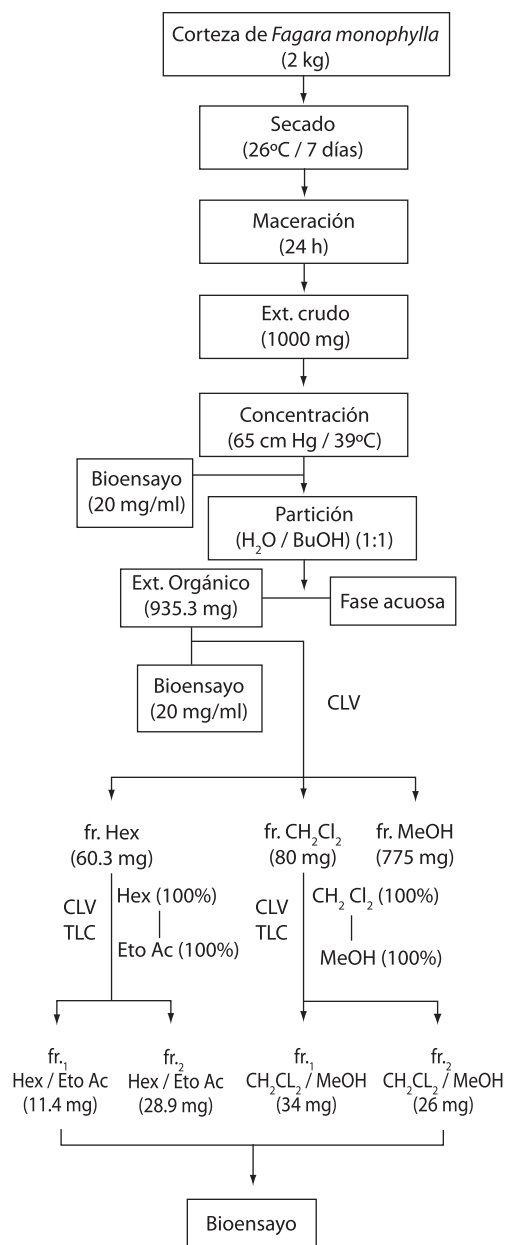 Corteza de Fagara monophylla
(2 kg)
Secado
(26ºC / 7 días)
Maceración
(24 h)
Ext. crudo
(1000 mg)
Concentración
(65 cm Hg / 39ºC)
Bioensayo
(20 mg/ml)
Partición
(H₂O / BuOH) (1:1)
Ext. Orgánico
(935.3 mg)
Fase acuosa
Bioensayo
(20 mg/ml)
CLV
fr. Hex
(60.3 mg)
fr. CH₂Cl₂
(80 mg)
fr. MeOH
(775 mg)
CLV
TLC
Hex (100%)
Eto Ac (100%)
CLV
TLC
CH₂ Cl₂ (100%)
MeOH (100%)
fr.₁
Hex / Eto Ac
(11.4 mg)
fr.₂
Hex / Eto Ac
(28.9 mg)
fr.₁
CH₂CL₂ / MeOH
(34 mg)
fr.₂
CH₂CL₂ / MeOH
(26 mg)
Bioensayo